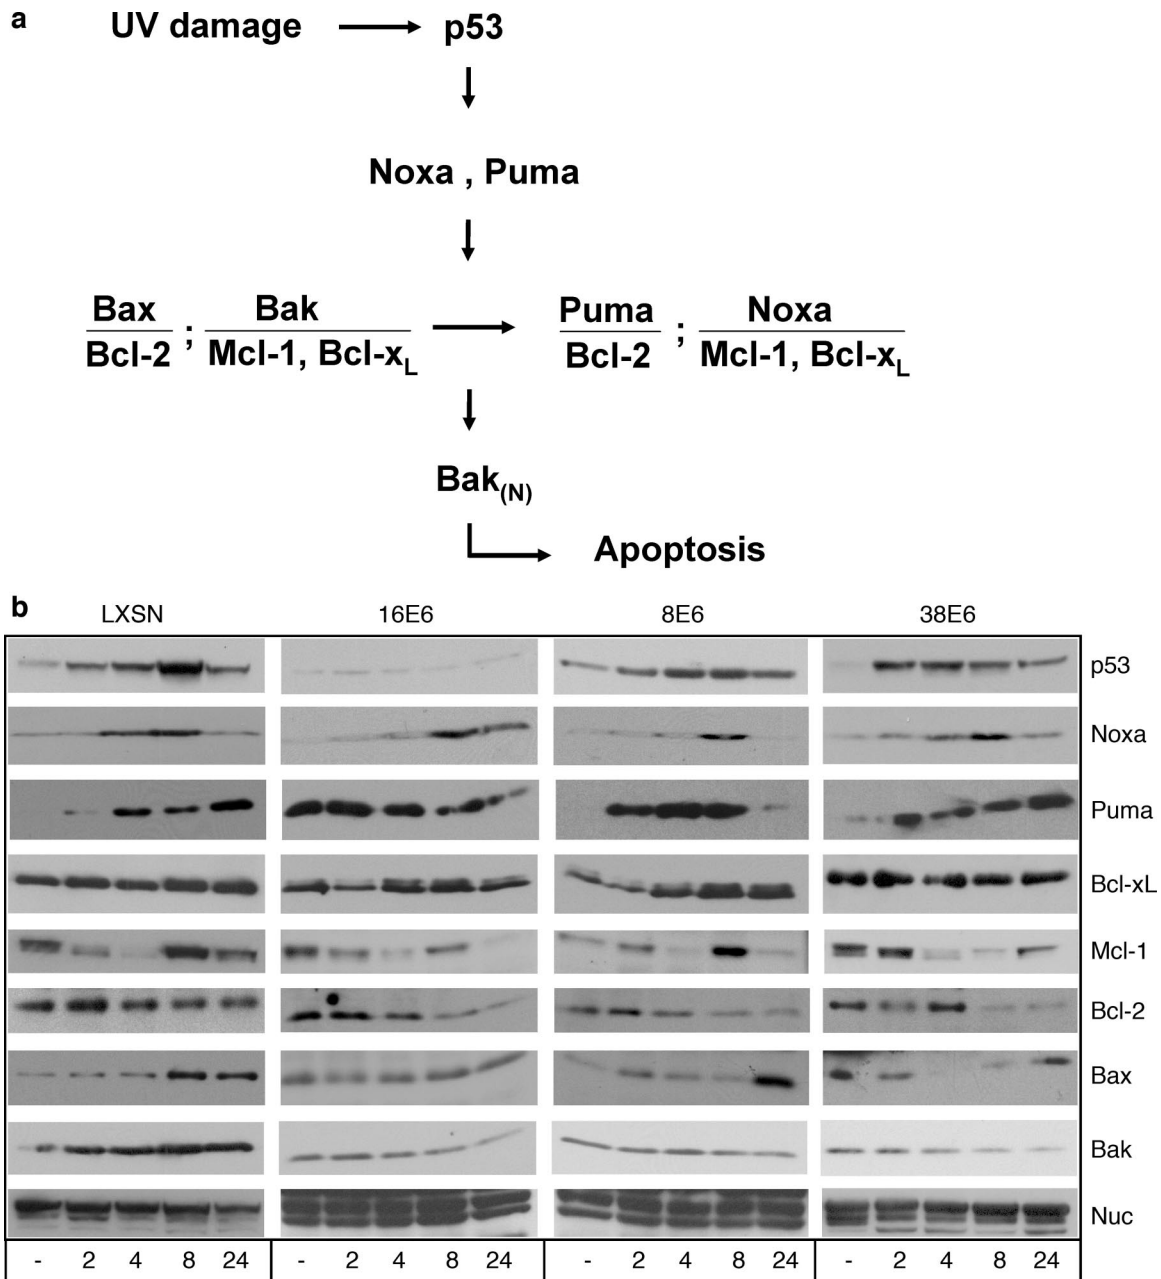 a
UV damage p53
Noxa , Puma
Bax ; Bak Puma ; Noxa
Bcl-2 Mcl-1, Bcl-xL Bcl-2 Mcl-1, Bcl-xL
Bak(N)
Apoptosis
b
LXSN 16E6 8E6 38E6
p53
Noxa
Puma
Bcl-xL
Mcl-1
Bcl-2
Bax
Bak
Nuc
- 2 4 8 24 - 2 4 8 24 - 2 4 8 24 - 2 4 8 24